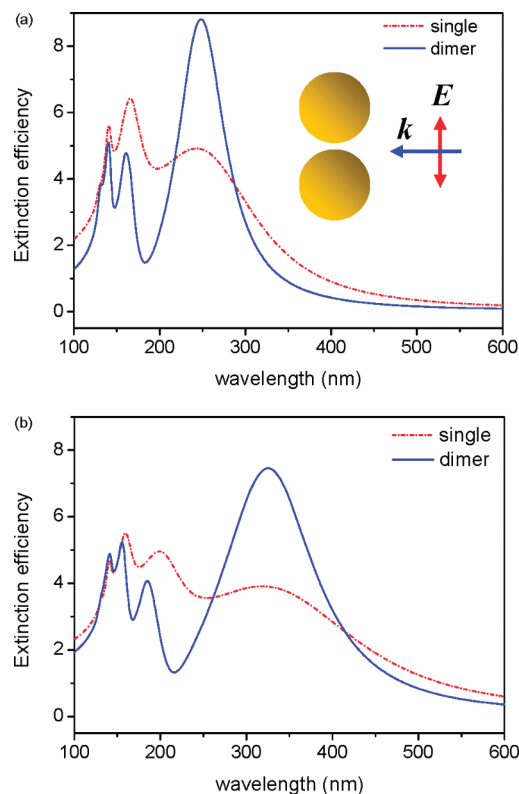 (a)
single
dimer
E
k
Extinction efficiency
8
6
4
2
0
100 200 300 400 500 600
wavelength (nm)
(b)
single
dimer
Extinction efficiency
8
6
4
2
0
100 200 300 400 500 600
wavelength (nm)